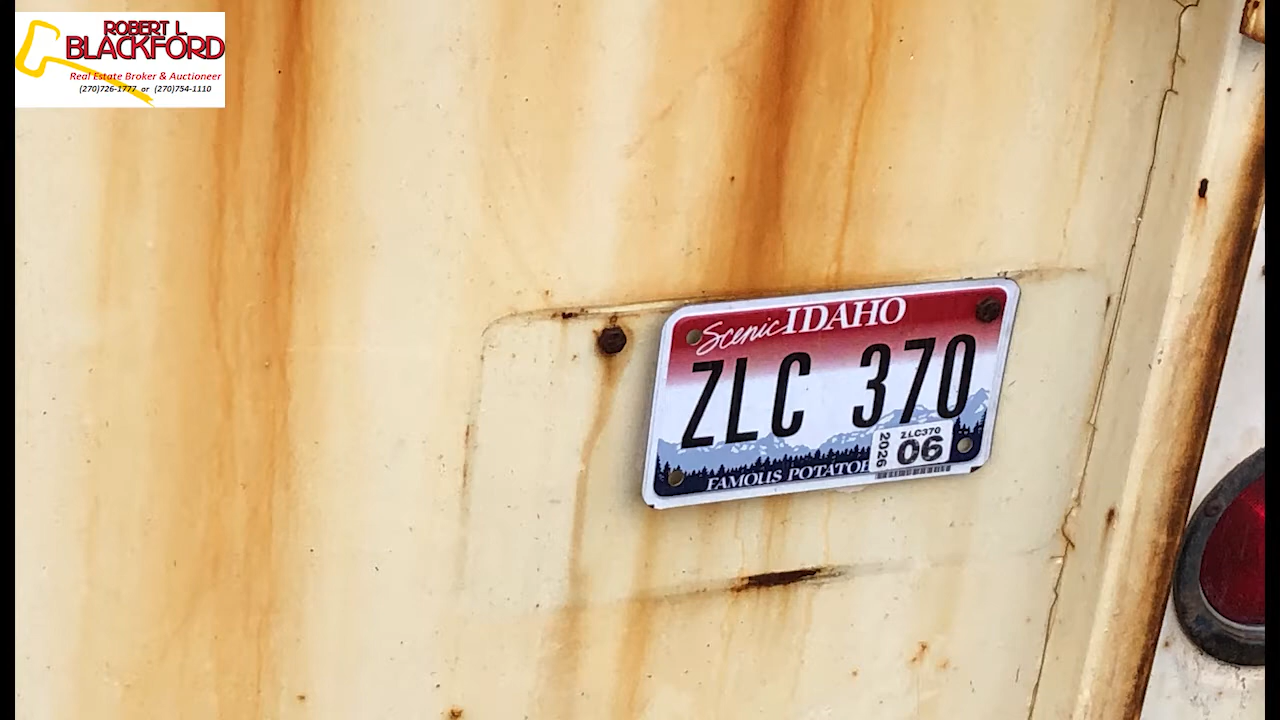 ROBERT L
BLACKFORD
Real Estate Broker & Auctioneer
(270)726-1777 or (270)754-1110
Scenic IDAHO
ZLC 370
2026
ZLC370
06
FAMOUS POTATOE